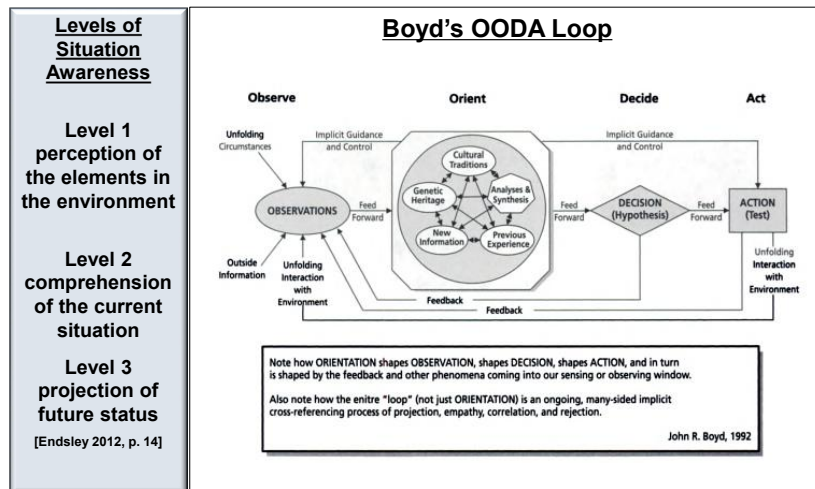 Levels of
Situation
Awareness
Level 1
perception of
the elements in
the environment
Level 2
comprehension
of the current
situation
Level 3
projection of
future status
[Endsley 2012, p. 14]
Boyd's OODA Loop
Observe
Orient
Decide
Act
Unfolding
Circumstances
Implicit Guidance
and Control
Cultural
Traditions
Genetic
Heritage
Analyses &
Synthesis
New
Information
Previous
Experience
Implicit Guidance
and Control
OBSERVATIONS
Feed
Forward
Feed
Forward
DECISION
(Hypothesis)
Feed
Forward
ACTION
(Test)
Outside
Information
Unfolding
Interaction
with
Environment
Unfolding
Interaction
with
Environment
Feedback
Feedback
Note how ORIENTATION shapes OBSERVATION, shapes DECISION, shapes ACTION, and in turn
is shaped by the feedback and other phenomena coming into our sensing or observing window.
Also note how the enitre "loop" (not just ORIENTATION) is an ongoing, many-sided implicit
cross-referencing process of projection, empathy, correlation, and rejection.
John R. Boyd, 1992